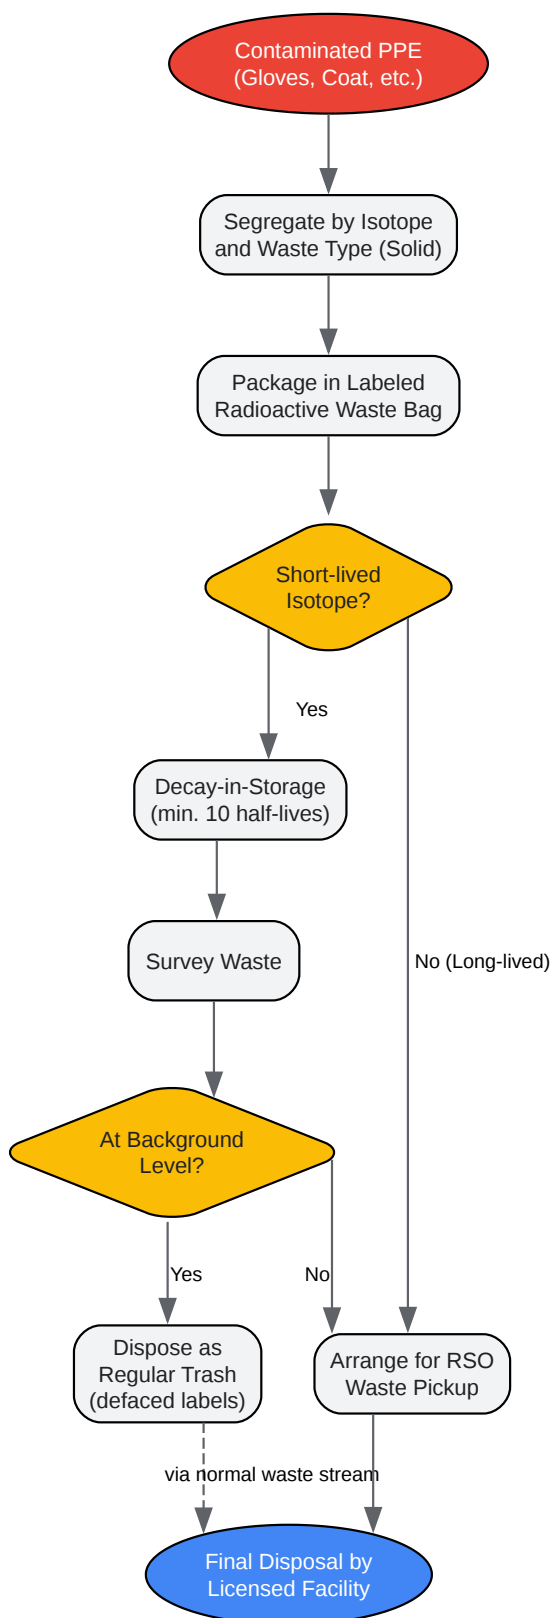 Contaminated PPE
(Gloves, Coat, etc.)
Segregate by Isotope
and Waste Type (Solid)
Package in Labeled
Radioactive Waste Bag
Short-lived
Isotope?
Yes
Decay-in-Storage
(min. 10 half-lives)
Survey Waste
No (Long-lived)
At Background
Level?
Yes
No
Dispose as
Regular Trash
(defaced labels)
Arrange for RSO
Waste Pickup
via normal waste stream
Final Disposal by
Licensed Facility